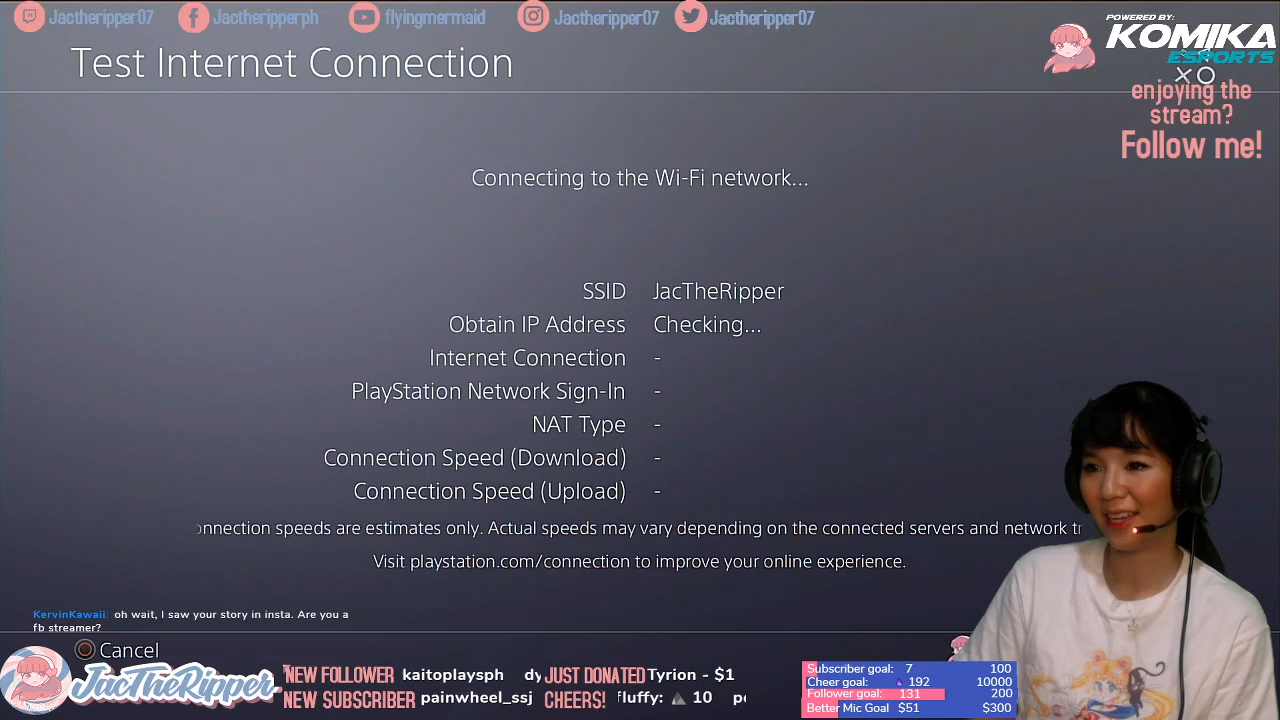 Jactheripper07 Jactheripperph flyingmermaid Jactheripper07 Jactheripper07
POWERED BY:
KOMIKA
ESPORTS
Test Internet Connection
enjoying the
stream?
Follow me!
Connecting to the Wi-Fi network...
SSID JacTheRipper
Obtain IP Address Checking...
Internet Connection -
PlayStation Network Sign-In -
NAT Type -
Connection Speed (Download) -
Connection Speed (Upload) -
onnection speeds are estimates only. Actual speeds may vary depending on the connected servers and network tr
Visit playstation.com/connection to improve your online experience.
KervinKawaii: oh wait, I saw your story in insta. Are you a
fb streamer?
Cancel
JacTheRipper
NEW FOLLOWER kaitoplaysph dy JUST DONATED Tyrion - $1
NEW SUBSCRIBER painwheel_ssj CHEERS! Fluffy: 10 pe
Subscriber goal: 7 100
Cheer goal: 192 10000
Follower goal: 131 200
Better Mic Goal $51 $300